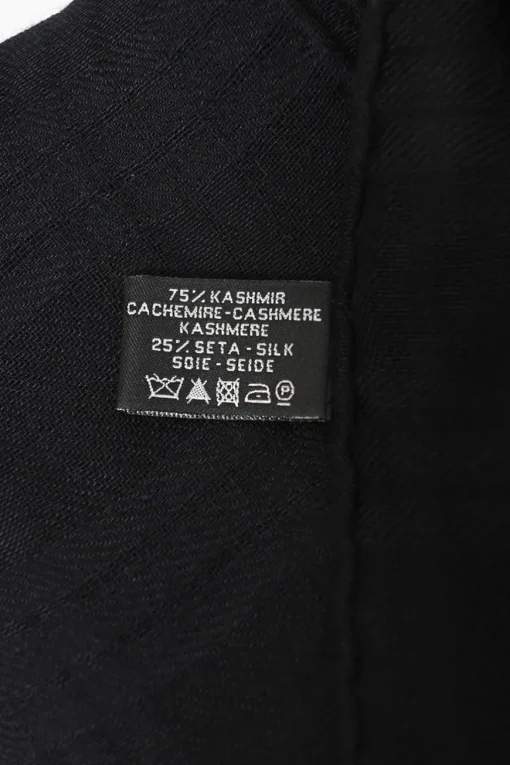 75% KASHMIR
CACHEMIRE-CASHMERE
KASHMERE
25% SETA - SILK
SOIE - SEIDE
P